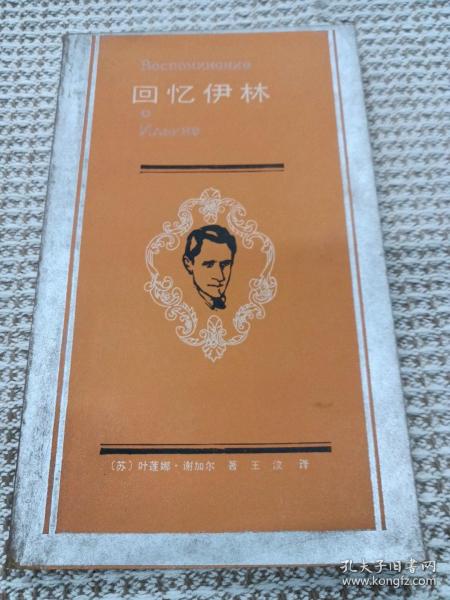 Воспоминание
回忆伊林
о
Ильине
〔苏〕叶莲娜·谢加尔 著 王汶 译
孔夫子旧书网
www.kongfz.com